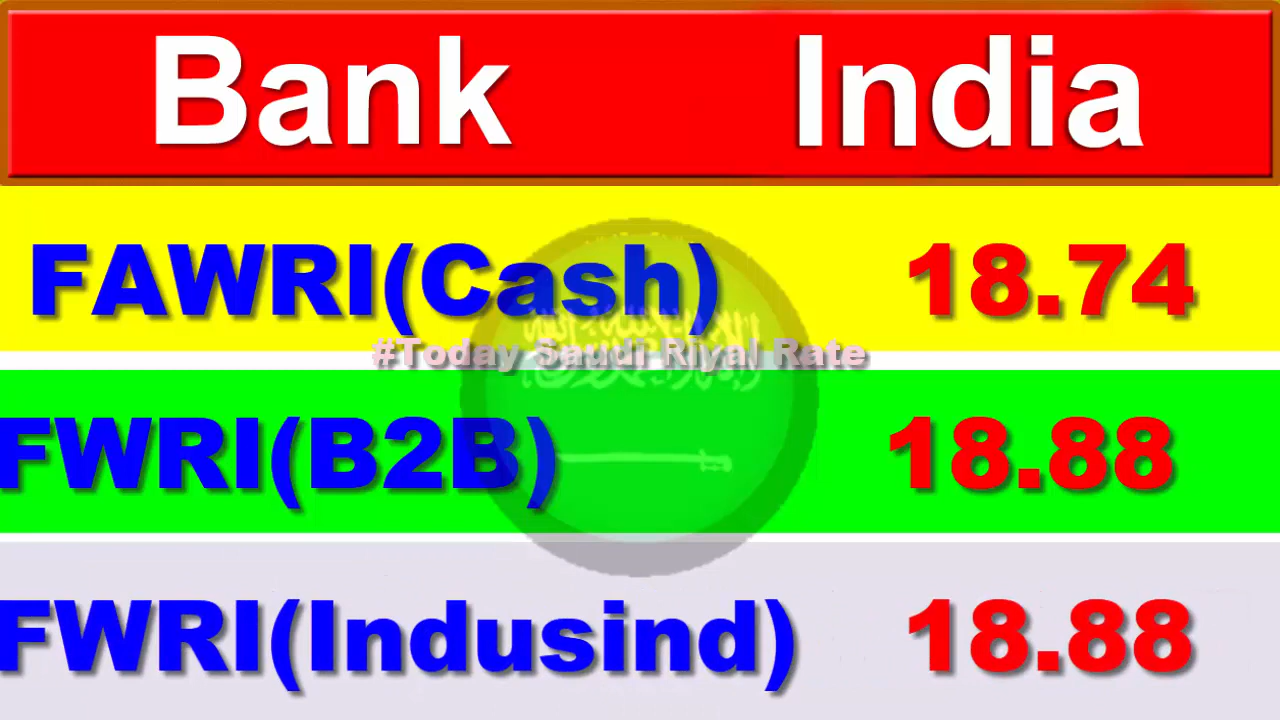 Bank India
FAWRI(Cash) 18.74
#Today Saudi Riyal Rate
FWRI(B2B) 18.88
FWRI(Indusind) 18.88